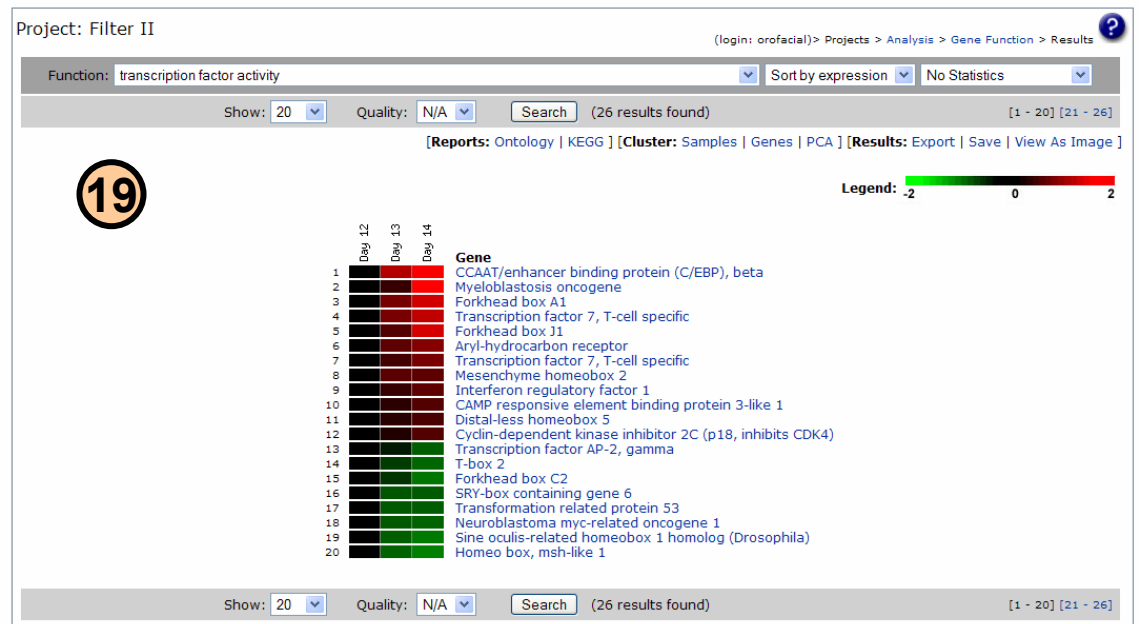 Project: Filter II
?
(login: orofacial)> Projects > Analysis > Gene Function > Results
Function: transcription factor activity Sort by expression No Statistics
Show: 20 Quality: N/A Search (26 results found) [1 - 20] [21 - 26]
[Reports: Ontology | KEGG ] [Cluster: Samples | Genes | PCA ] [Results: Export | Save | View As Image ]
19
Legend: -2 0 2
Day 12 Day 13 Day 14 Gene
1 CCAAT/enhancer binding protein (C/EBP), beta
2 Myeloblastosis oncogene
3 Forkhead box A1
4 Transcription factor 7, T-cell specific
5 Forkhead box J1
6 Aryl-hydrocarbon receptor
7 Transcription factor 7, T-cell specific
8 Mesenchyme homeobox 2
9 Interferon regulatory factor 1
10 CAMP responsive element binding protein 3-like 1
11 Distal-less homeobox 5
12 Cyclin-dependent kinase inhibitor 2C (p18, inhibits CDK4)
13 Transcription factor AP-2, gamma
14 T-box 2
15 Forkhead box C2
16 SRY-box containing gene 6
17 Transformation related protein 53
18 Neuroblastoma myc-related oncogene 1
19 Sine oculis-related homeobox 1 homolog (Drosophila)
20 Homeo box, msh-like 1
Show: 20 Quality: N/A Search (26 results found) [1 - 20] [21 - 26]